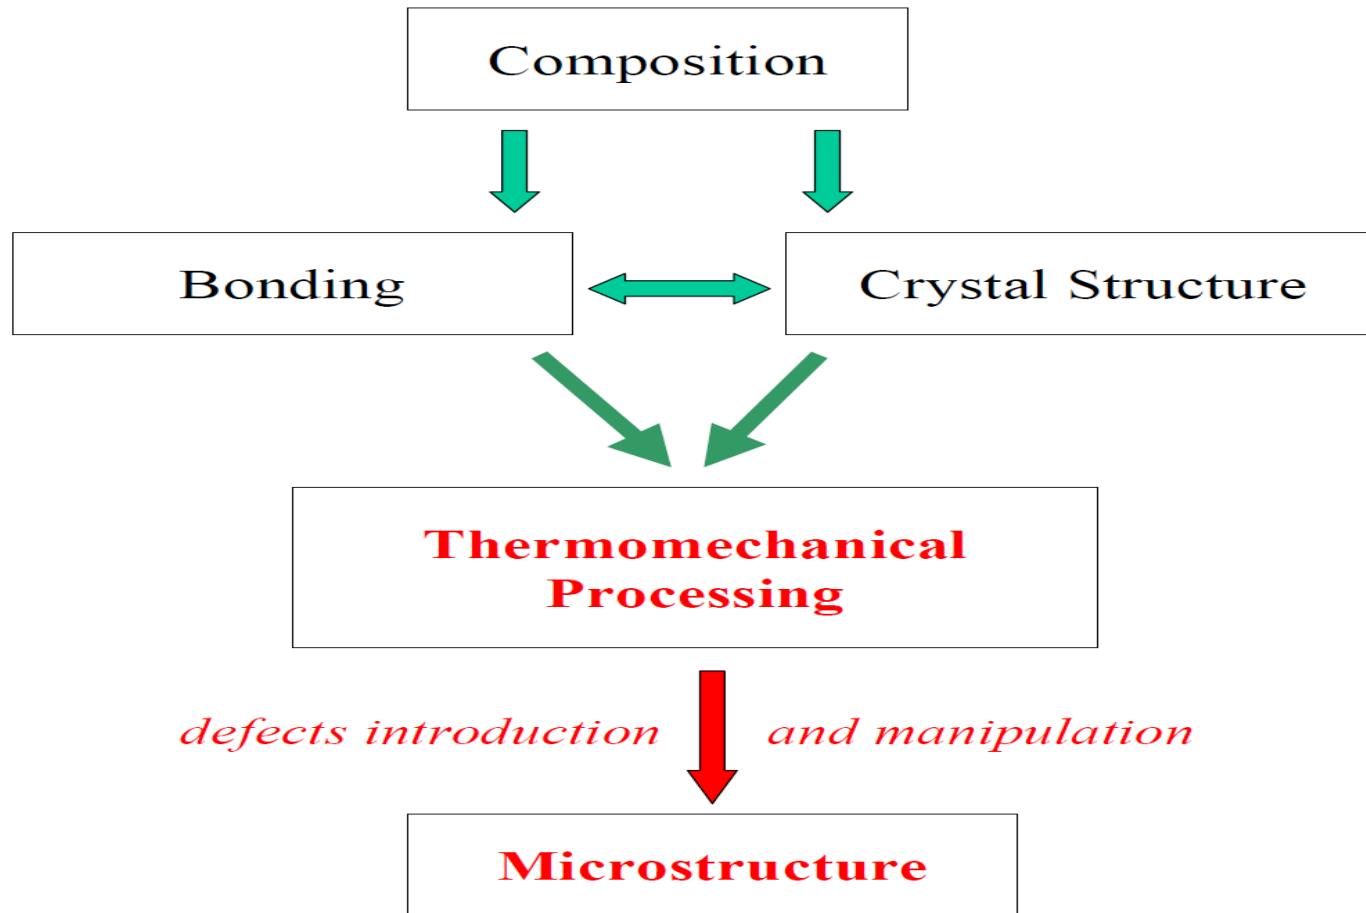 Composition
Bonding
Crystal Structure
Thermomechanical
Processing
defects introduction and manipulation
Microstructure